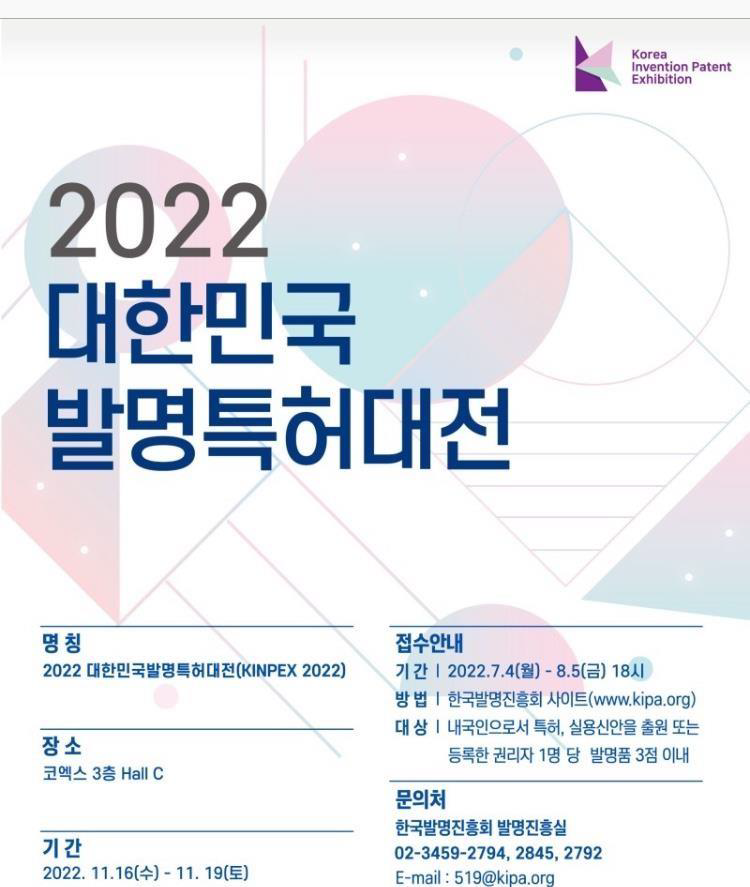 Korea
Invention Patent
Exhibition
2022
대한민국
발명특허대전
명 칭
2022 대한민국발명특허대전(KINPEX 2022)
장 소
코엑스 3층 Hall C
기 간
2022. 11.16(수) - 11. 19(토)
접수안내
기 간 | 2022.7.4(월) - 8.5(금) 18시
방 법 | 한국발명진흥회 사이트(www.kipa.org)
대 상 | 내국인으로서 특허, 실용신안을 출원 또는
등록한 권리자 1명 당 발명품 3점 이내
문의처
한국발명진흥회 발명진흥실
02-3459-2794, 2845, 2792
E-mail : 519@kipa.org